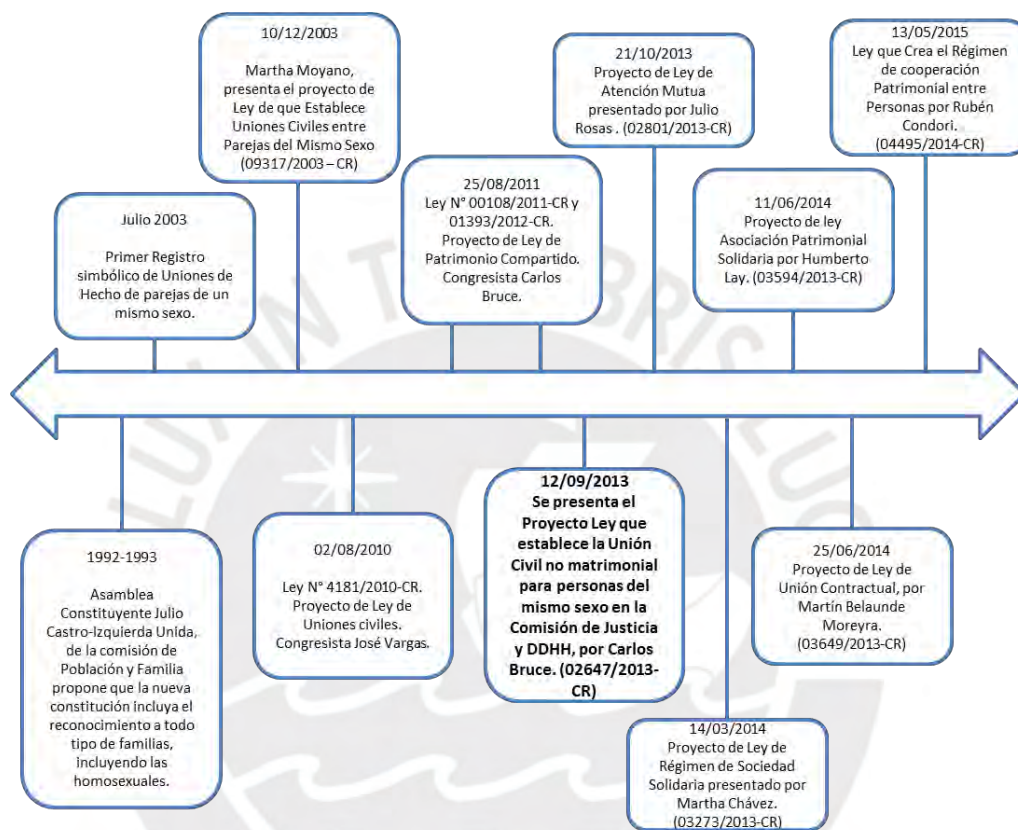 10/12/2003
Martha Moyano,
presenta el proyecto de
Ley de que Establece
Uniones Civiles entre
Parejas del Mismo Sexo
(09317/2003 – CR)
21/10/2013
Proyecto de Ley de
Atención Mutua
presentado por Julio
Rosas . (02801/2013-CR)
13/05/2015
Ley que Crea el Régimen
de cooperación
Patrimonial entre
Personas por Rubén
Condori.
(04495/2014-CR)
Julio 2003
Primer Registro
simbólico de Uniones de
Hecho de parejas de un
mismo sexo.
25/08/2011
Ley N° 00108/2011-CR y
01393/2012-CR.
Proyecto de Ley de
Patrimonio Compartido.
Congresista Carlos
Bruce.
11/06/2014
Proyecto de ley
Asociación Patrimonial
Solidaria por Humberto
Lay. (03594/2013-CR)
1992-1993
Asamblea
Constituyente Julio
Castro-Izquierda Unida,
de la comisión de
Población y Familia
propone que la nueva
constitución incluya el
reconocimiento a todo
tipo de familias,
incluyendo las
homosexuales.
02/08/2010
Ley N° 4181/2010-CR.
Proyecto de Ley de
Uniones civiles.
Congresista José Vargas.
12/09/2013
Se presenta el
Proyecto Ley que
establece la Unión
Civil no matrimonial
para personas del
mismo sexo en la
Comisión de Justicia
y DDHH, por Carlos
Bruce. (02647/2013-
CR)
14/03/2014
Proyecto de Ley de
Régimen de Sociedad
Solidaria presentado por
Martha Chávez.
(03273/2013-CR)
25/06/2014
Proyecto de Ley de
Unión Contractual, por
Martín Belaunde
Moreyra.
(03649/2013-CR)